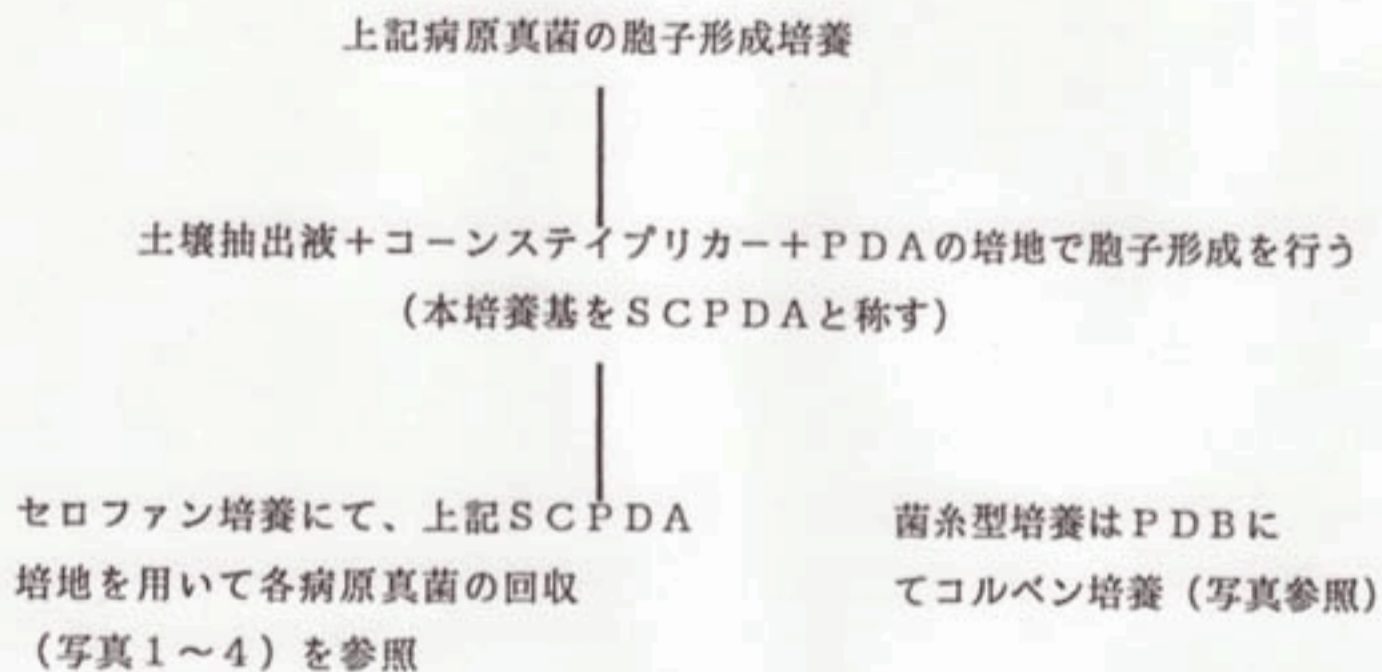 上記病原真菌の胞子形成培養
土壌抽出液＋コーンステイプリカー＋ＰＤＡの培地で胞子形成を行う
（本培養基をＳＣＰＤＡと称す）
セロファン培養にて、上記ＳＣＰＤＡ
培地を用いて各病原真菌の回収
（写真１～４）を参照
菌糸型培養はＰＤＢに
てコルベン培養（写真参照）